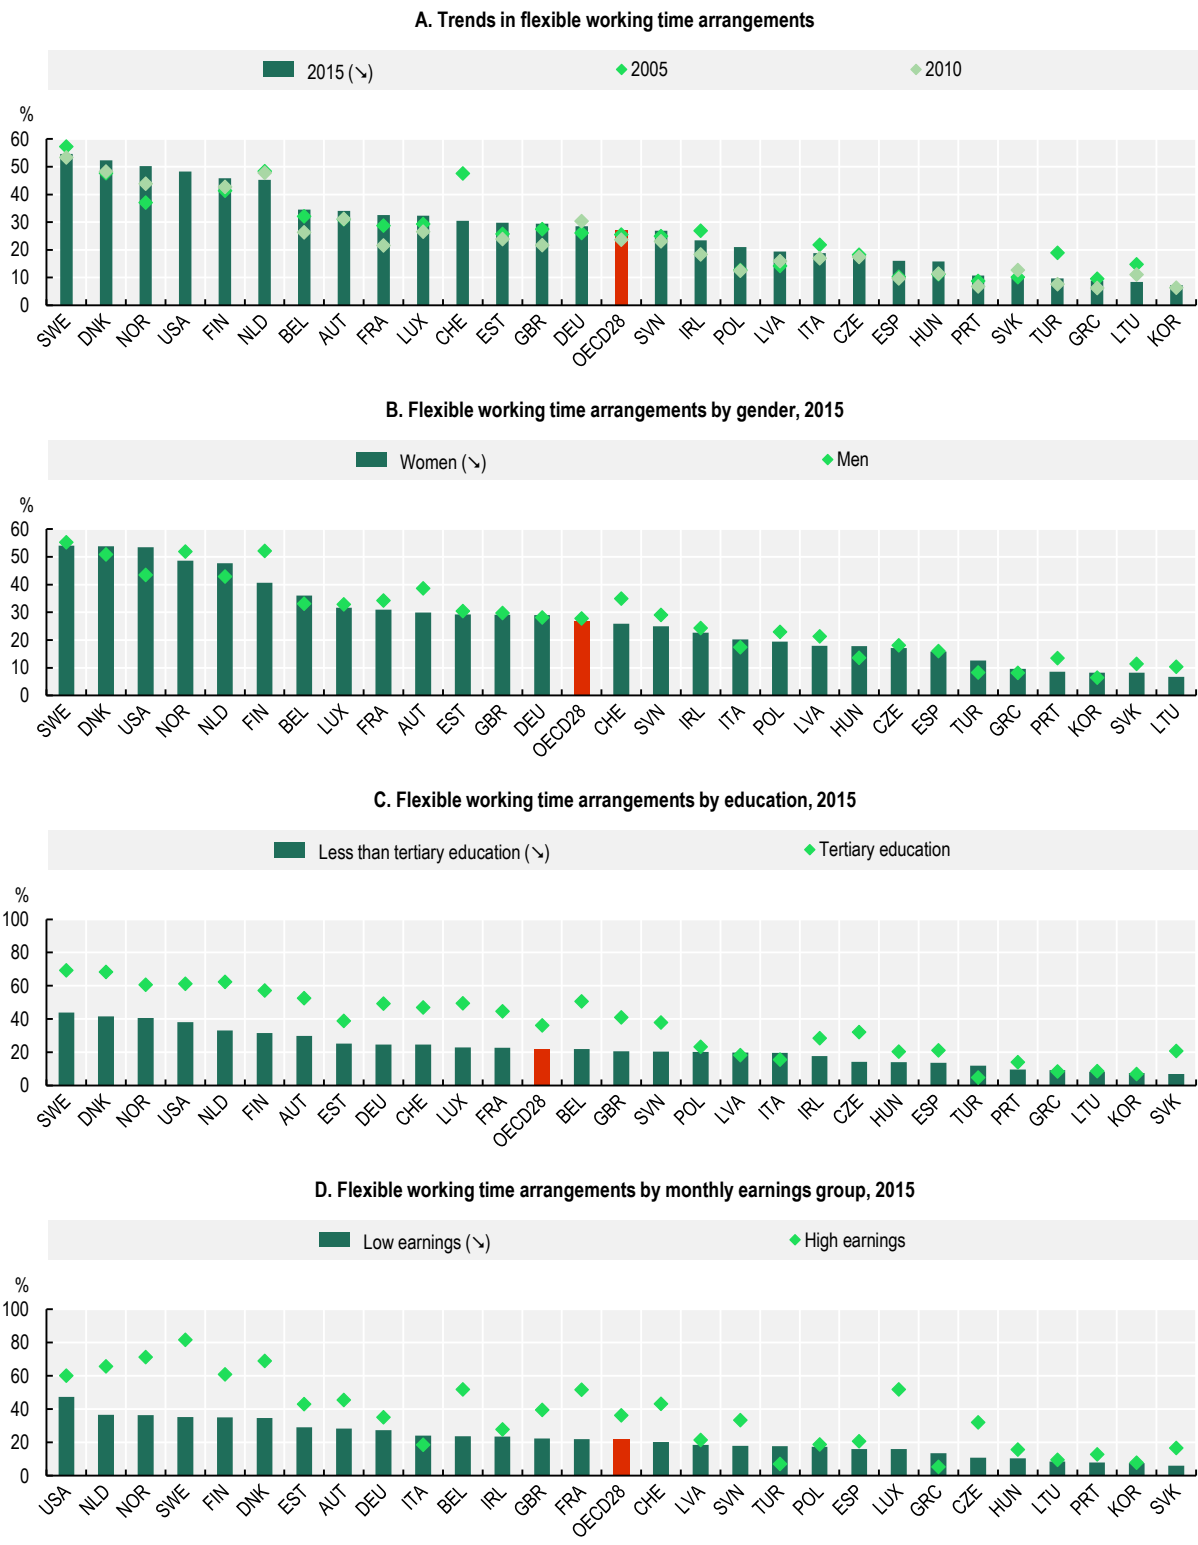 A. Trends in flexible working time arrangements
2015 (↘) 2005 2010
%
60
50
40
30
20
10
0
SWE DNK NOR USA FIN NLD BEL AUT FRA LUX CHE EST GBR DEU OECD28 SVN IRL POL LVA ITA CZE ESP HUN PRT SVK TUR GRC LTU KOR
B. Flexible working time arrangements by gender, 2015
Women (↘) Men
%
60
50
40
30
20
10
0
SWE DNK USA NOR NLD FIN BEL LUX FRA AUT EST GBR DEU OECD28 CHE SVN IRL ITA POL LVA HUN CZE ESP TUR GRC PRT KOR SVK LTU
C. Flexible working time arrangements by education, 2015
Less than tertiary education (↘) Tertiary education
%
100
80
60
40
20
0
SWE DNK NOR USA NLD FIN AUT EST DEU CHE LUX FRA OECD28 BEL GBR SVN POL LVA ITA IRL CZE HUN ESP TUR PRT GRC LTU KOR SVK
D. Flexible working time arrangements by monthly earnings group, 2015
Low earnings (↘) High earnings
%
100
80
60
40
20
0
USA NLD NOR SWE FIN DNK EST AUT DEU ITA BEL IRL GBR FRA OECD28 CHE LVA SVN TUR POL ESP LUX GRC CZE HUN LTU PRT KOR SVK